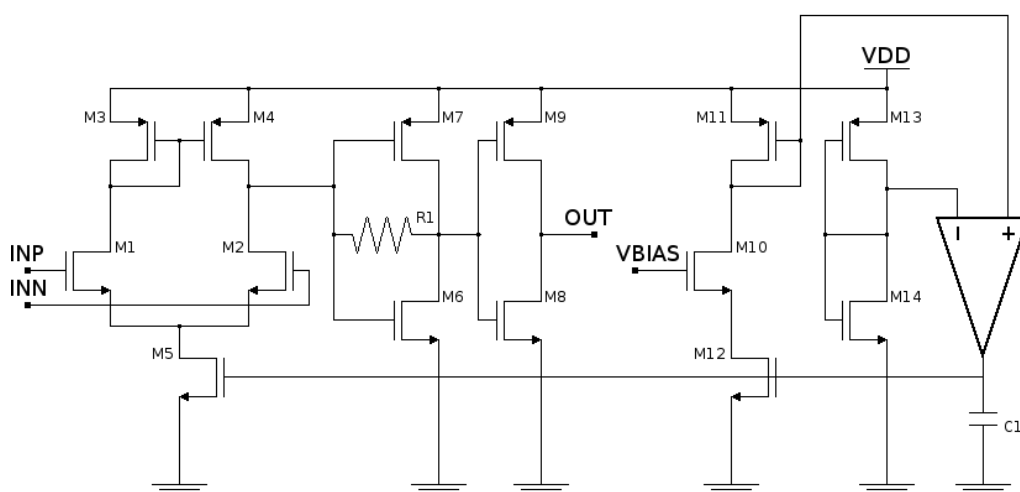 VDD
M3
M4
M7
M9
M11
M13
R1
OUT
INP
M1
M2
VBIAS
M10
- +
INN
M6
M8
M14
M5
M12
C1